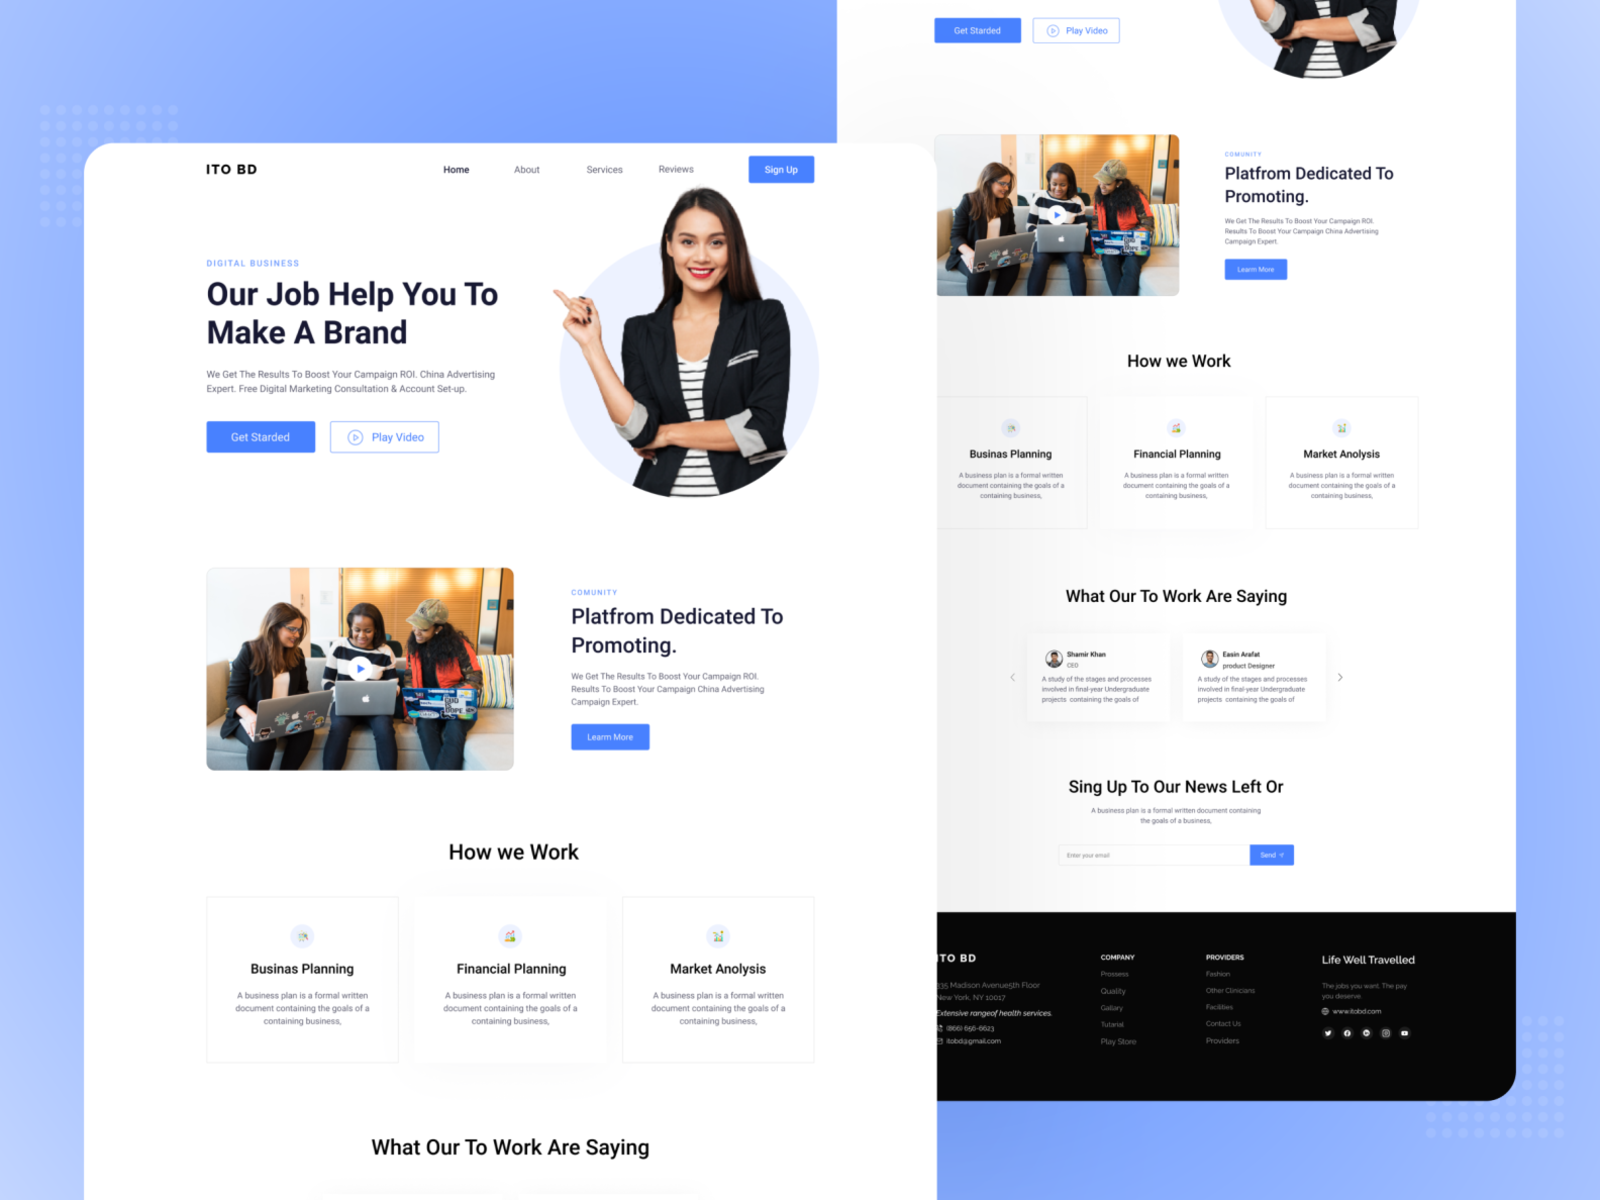 ITO BD
Home
About
Services
Reviews
Sign Up
DIGITAL BUSINESS
Our Job Help You To
Make A Brand
We Get The Results To Boost Your Campaign ROI. China Advertising
Expert. Free Digital Marketing Consultation & Account Set-up.
Get Starded
Play Video
COMUNITY
Platfrom Dedicated To
Promoting.
We Get The Results To Boost Your Campaign ROI.
Results To Boost Your Campaign China Advertising
Campaign Expert.
Learm More
How we Work
Businas Planning
A business plan is a formal written
document containing the goals of a
containing business,
Financial Planning
A business plan is a formal written
document containing the goals of a
containing business,
Market Anolysis
A business plan is a formal written
document containing the goals of a
containing business,
What Our To Work Are Saying
Get Starded
Play Video
COMUNITY
Platfrom Dedicated To
Promoting.
We Get The Results To Boost Your Campaign ROI.
Results To Boost Your Campaign China Advertising
Campaign Expert.
Learn More
How we Work
Businas Planning
A business plan is a formal written
document containing the goals of a
containing business,
Financial Planning
A business plan is a formal written
document containing the goals of a
containing business,
Market Anolysis
A business plan is a formal written
document containing the goals of a
containing business,
What Our To Work Are Saying
Shamir Khan
CEO
A study of the stages and processes
involved in final-year Undergraduate
projects containing the goals of
Easin Arafat
product Designer
A study of the stages and processes
involved in final-year Undergraduate
projects containing the goals of
Sing Up To Our News Left Or
A business plan is a formal written document containing
the goals of a business,
Enter your email
Send
ITO BD
335 Madison Avenue5th Floor
New York, NY 10017
Extensive rangeof health services.
(866) 656-6623
itobd@gmail.com
COMPANY
Prossess
Quality
Gallary
Tutarial
Play Store
PROVIDERS
Fashion
Other Clinicians
Facilities
Contact Us
Providers
Life Well Travelled
The jobs you want. The pay
you deserve.
www.itobd.com